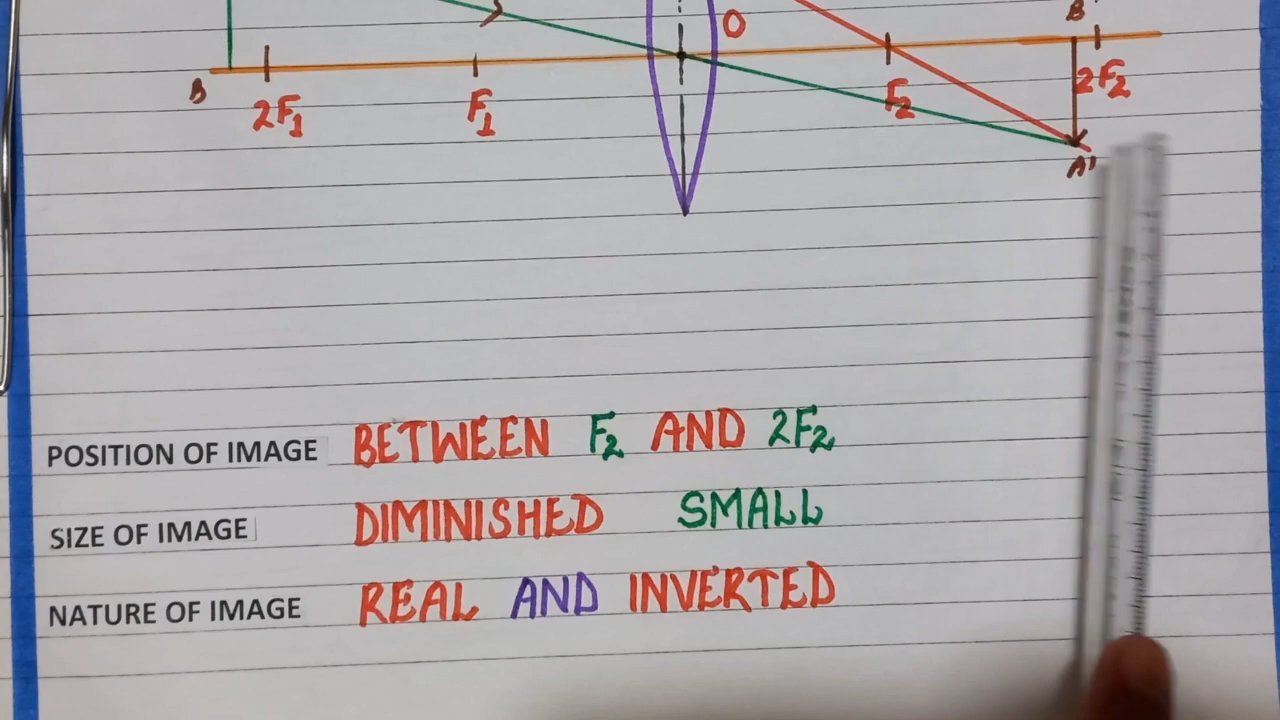 O
B'
B
2F₁
F₁
F₂
2F₂
A'
POSITION OF IMAGE BETWEEN F₂ AND 2F₂
SIZE OF IMAGE DIMINISHED SMALL
NATURE OF IMAGE REAL AND INVERTED